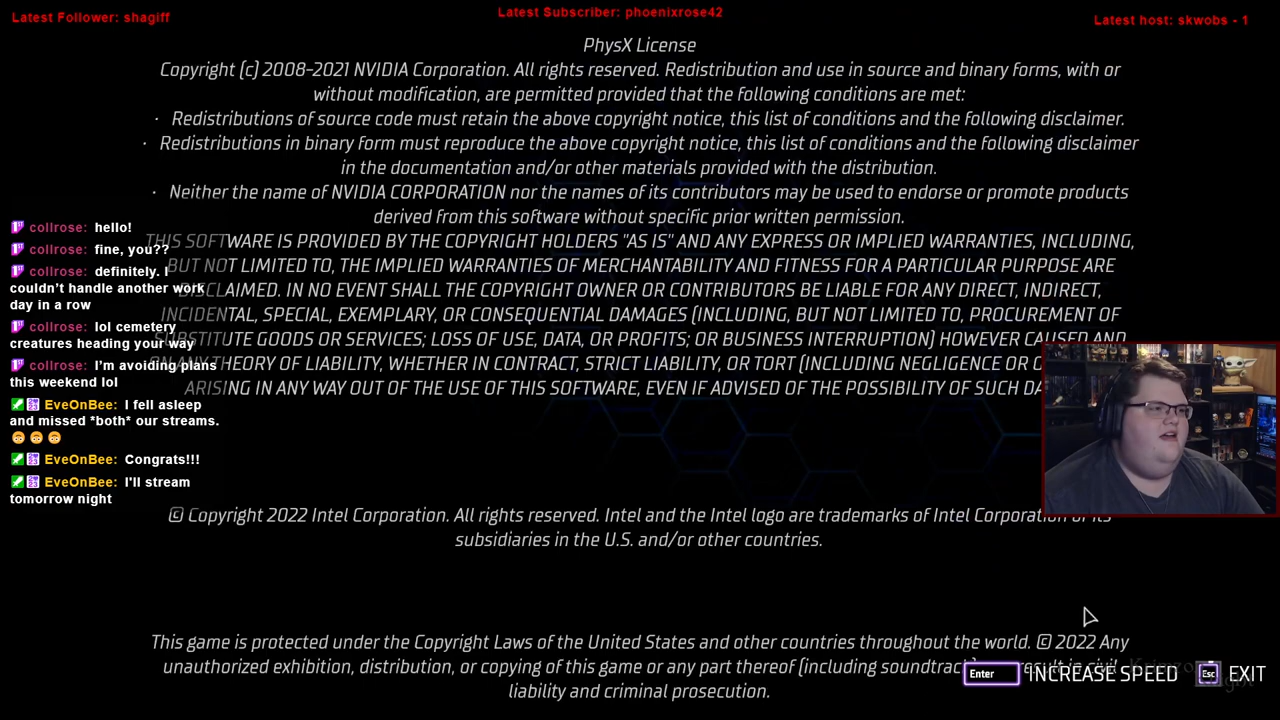 Latest Follower: shagiff
Latest Subscriber: phoenixrose42
Latest host: skwobs - 1
PhysX License
Copyright (c) 2008-2021 NVIDIA Corporation. All rights reserved. Redistribution and use in source and binary forms, with or
without modification, are permitted provided that the following conditions are met:
· Redistributions of source code must retain the above copyright notice, this list of conditions and the following disclaimer.
· Redistributions in binary form must reproduce the above copyright notice, this list of conditions and the following disclaimer
in the documentation and/or other materials provided with the distribution.
· Neither the name of NVIDIA CORPORATION nor the names of its contributors may be used to endorse or promote products
derived from this software without specific prior written permission.
THIS SOFTWARE IS PROVIDED BY THE COPYRIGHT HOLDERS "AS IS" AND ANY EXPRESS OR IMPLIED WARRANTIES, INCLUDING,
BUT NOT LIMITED TO, THE IMPLIED WARRANTIES OF MERCHANTABILITY AND FITNESS FOR A PARTICULAR PURPOSE ARE
DISCLAIMED. IN NO EVENT SHALL THE COPYRIGHT OWNER OR CONTRIBUTORS BE LIABLE FOR ANY DIRECT, INDIRECT,
INCIDENTAL, SPECIAL, EXEMPLARY, OR CONSEQUENTIAL DAMAGES (INCLUDING, BUT NOT LIMITED TO, PROCUREMENT OF
SUBSTITUTE GOODS OR SERVICES; LOSS OF USE, DATA, OR PROFITS; OR BUSINESS INTERRUPTION) HOWEVER CAUSED AND
ON ANY THEORY OF LIABILITY, WHETHER IN CONTRACT, STRICT LIABILITY, OR TORT (INCLUDING NEGLIGENCE OR
ARISING IN ANY WAY OUT OF THE USE OF THIS SOFTWARE, EVEN IF ADVISED OF THE POSSIBILITY OF SUCH
collrose: hello!
collrose: fine, you??
collrose: definitely. I
couldn't handle another work
day in a row
collrose: lol cemetery
creatures heading your way
collrose: I'm avoiding plans
this weekend lol
EveOnBee: I fell asleep
and missed *both* our streams.
EveOnBee: Congrats!!!
EveOnBee: I'll stream
tomorrow night
© Copyright 2022 Intel Corporation. All rights reserved. Intel and the Intel logo are trademarks of Intel Corporation or its
subsidiaries in the U.S. and/or other countries.
This game is protected under the Copyright Laws of the United States and other countries throughout the world. © 2022 Any
unauthorized exhibition, distribution, or copying of this game or any part thereof (including soundtrack) result in civil
liability and criminal prosecution.
Enter INCREASE SPEED Esc EXIT